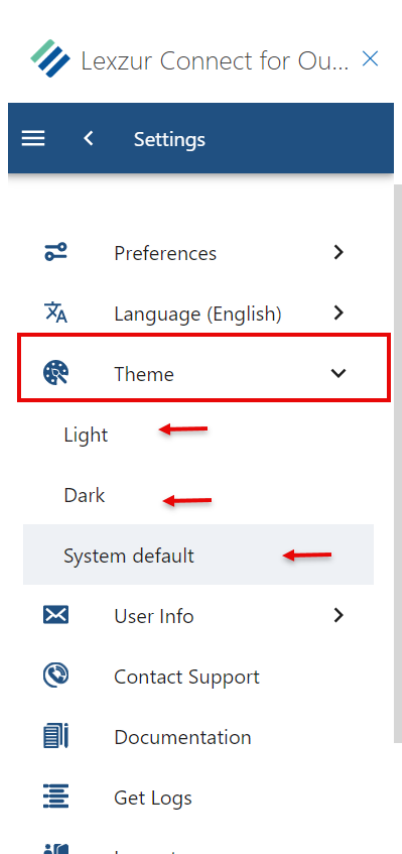 Lexzur Connect for Ou...
Settings
Preferences
Language (English)
Theme
Light
Dark
System default
User Info
Contact Support
Documentation
Get Logs